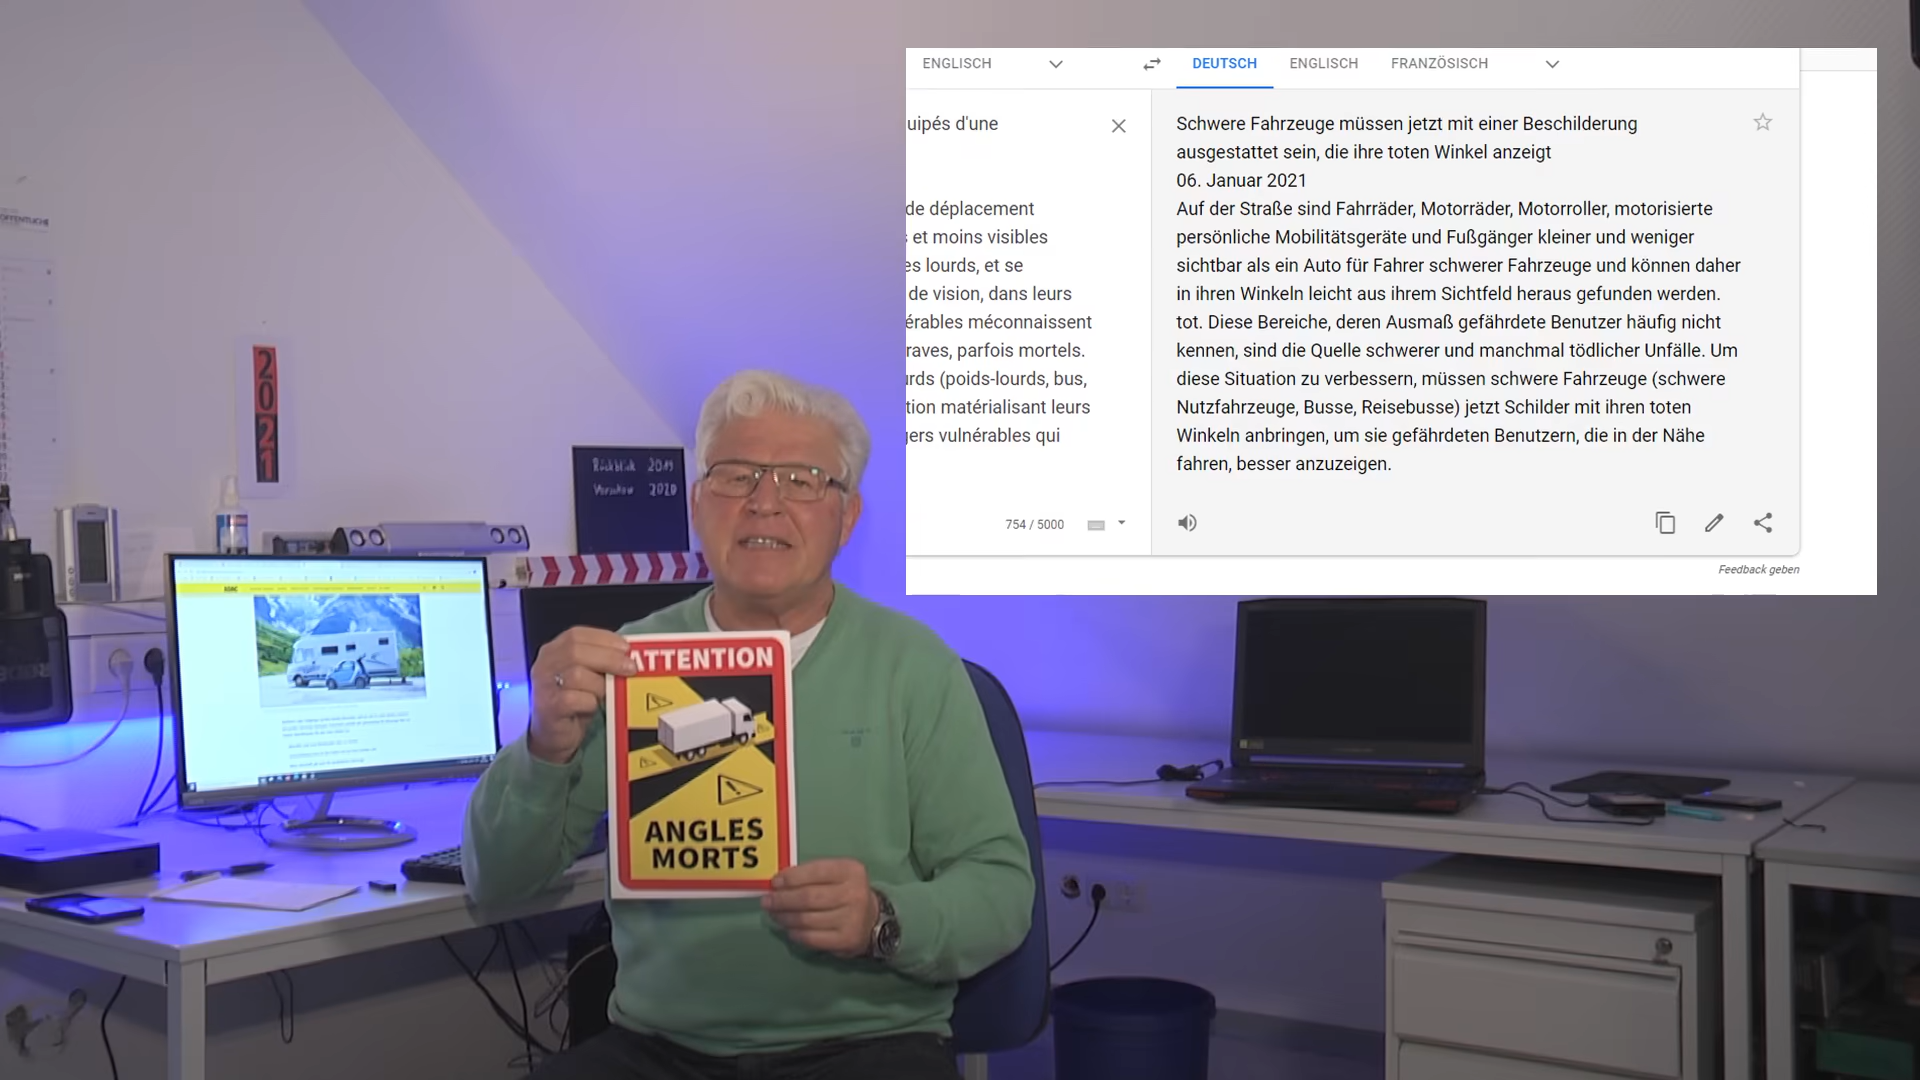 ENGLISCH
DEUTSCH
ENGLISCH
FRANZÖSISCH
uipés d'une
de déplacement
s et moins visibles
es lourds, et se
de vision, dans leurs
érables méconnaissent
raves, parfois mortels.
urds (poids-lourds, bus,
tion matérialisant leurs
gers vulnérables qui
754 / 5000
Schwere Fahrzeuge müssen jetzt mit einer Beschilderung
ausgestattet sein, die ihre toten Winkel anzeigt
06. Januar 2021
Auf der Straße sind Fahrräder, Motorräder, Motorroller, motorisierte
persönliche Mobilitätsgeräte und Fußgänger kleiner und weniger
sichtbar als ein Auto für Fahrer schwerer Fahrzeuge und können daher
in ihren Winkeln leicht aus ihrem Sichtfeld heraus gefunden werden.
tot. Diese Bereiche, deren Ausmaß gefährdete Benutzer häufig nicht
kennen, sind die Quelle schwerer und manchmal tödlicher Unfälle. Um
diese Situation zu verbessern, müssen schwere Fahrzeuge (schwere
Nutzfahrzeuge, Busse, Reisebusse) jetzt Schilder mit ihren toten
Winkeln anbringen, um sie gefährdeten Benutzern, die in der Nähe
fahren, besser anzuzeigen.
Feedback geben
2021
Rückblick 2019
Vorschau 2020
ATTENTION
ANGLES
MORTS